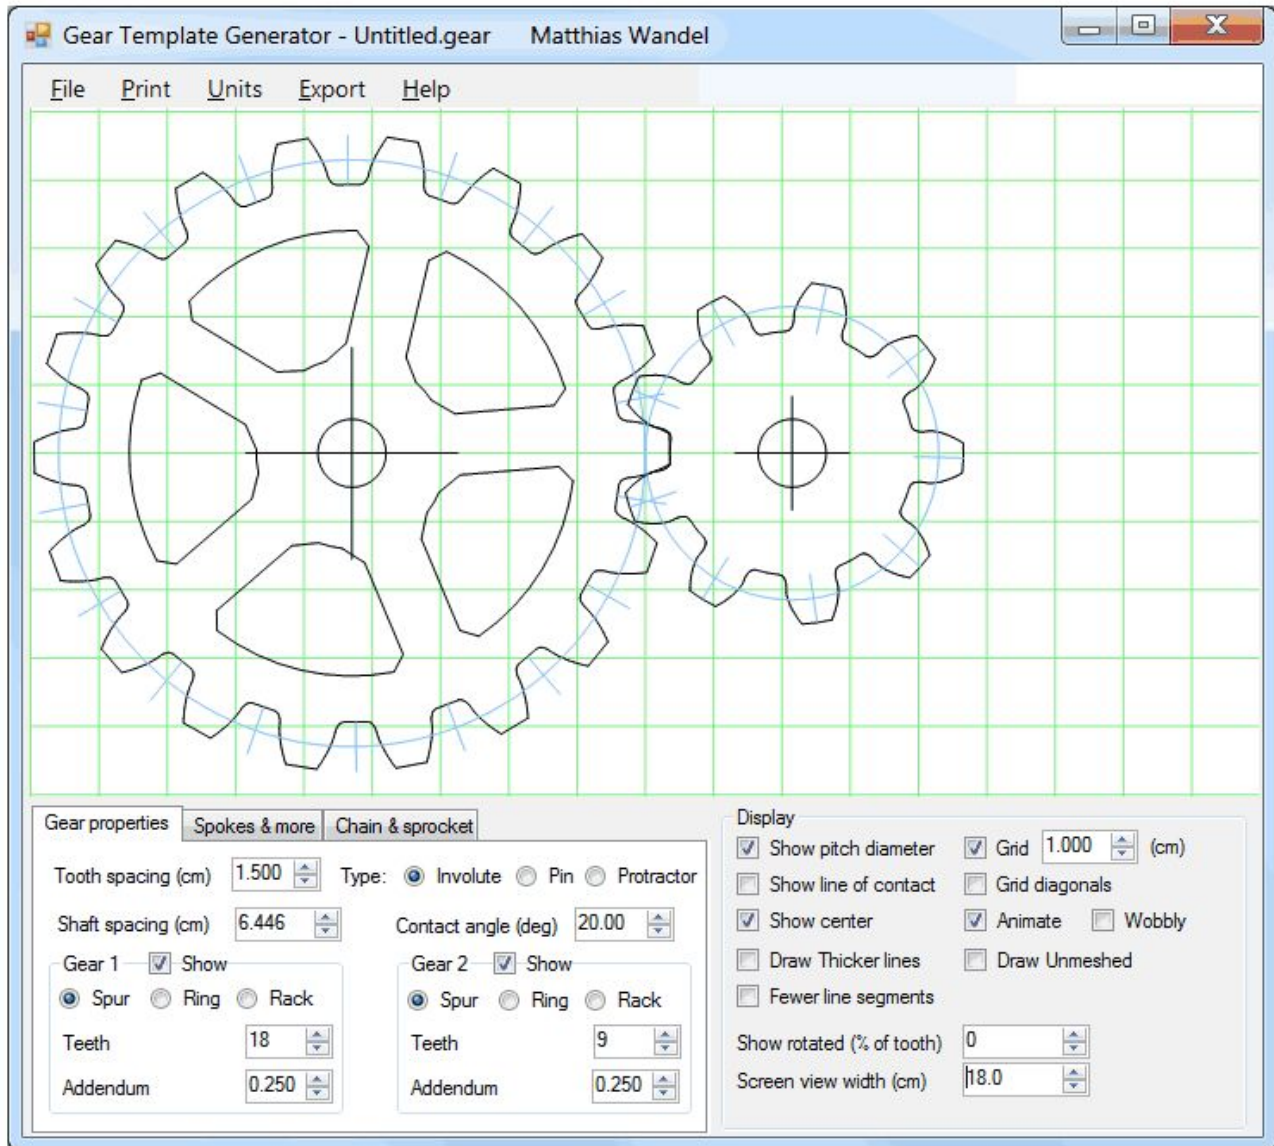 Gear Template Generator - Untitled.gear Matthias Wandel
File Print Units Export Help
Gear properties Spokes & more Chain & sprocket
Tooth spacing (cm) 1.500 Type: Involute Pin Protractor
Shaft spacing (cm) 6.446 Contact angle (deg) 20.00
Gear 1 Show
Spur Ring Rack
Teeth 18
Addendum 0.250
Gear 2 Show
Spur Ring Rack
Teeth 9
Addendum 0.250
Display
Show pitch diameter Grid 1.000 (cm)
Show line of contact Grid diagonals
Show center Animate Wobbly
Draw Thicker lines Draw Unmeshed
Fewer line segments
Show rotated (% of tooth) 0
Screen view width (cm) 18.0